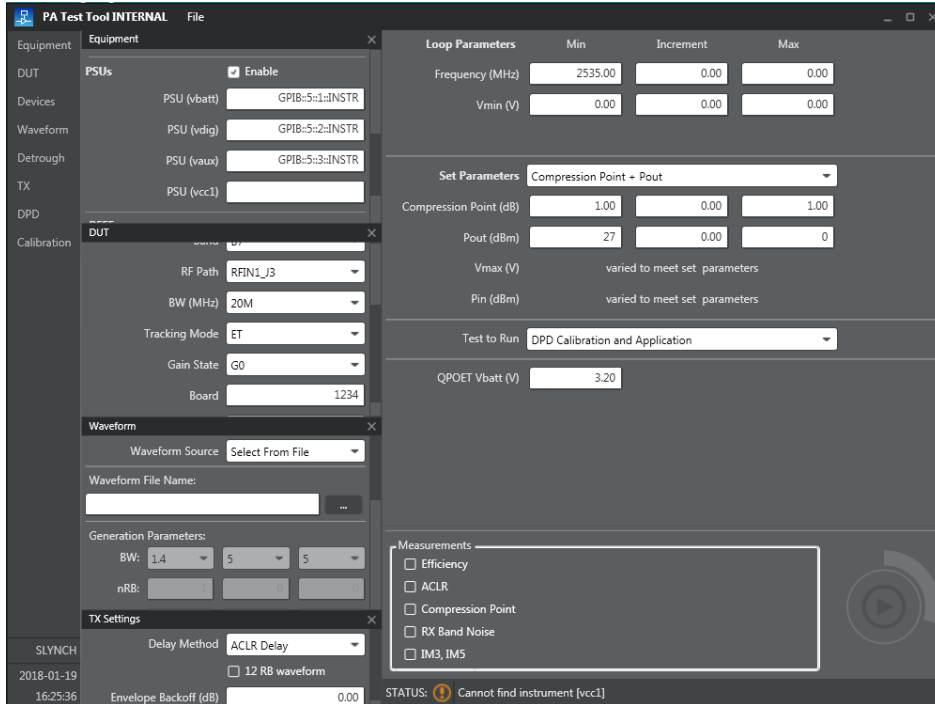 PA Test Tool INTERNAL File
Equipment
DUT
Devices
Waveform
Detrough
TX
DPD
Calibration
SLYNCH
2018-01-19
16:25:36
Equipment
PSUs Enable
PSU (vbatt) GPIB::5::1::INSTR
PSU (vdig) GPIB::5::2::INSTR
PSU (vaux) GPIB::5::3::INSTR
PSU (vcc1)
DUT
RF Path RFIN1_J3
BW (MHz) 20M
Tracking Mode ET
Gain State G0
Board 1234
Waveform
Waveform Source Select From File
Waveform File Name:
...
Generation Parameters:
BW: 1.4 5 5
nRB: 1 0 0
TX Settings
Delay Method ACLR Delay
12 RB waveform
Envelope Backoff (dB) 0.00
Loop Parameters Min Increment Max
Frequency (MHz) 2535.00 0.00 0.00
Vmin (V) 0.00 0.00 0.00
Set Parameters Compression Point + Pout
Compression Point (dB) 1.00 0.00 1.00
Pout (dBm) 27 0.00 0
Vmax (V) varied to meet set parameters
Pin (dBm) varied to meet set parameters
Test to Run DPD Calibration and Application
QPOET Vbatt (V) 3.20
Measurements
Efficiency
ACLR
Compression Point
RX Band Noise
IM3, IM5
STATUS: Cannot find instrument [vcc1]